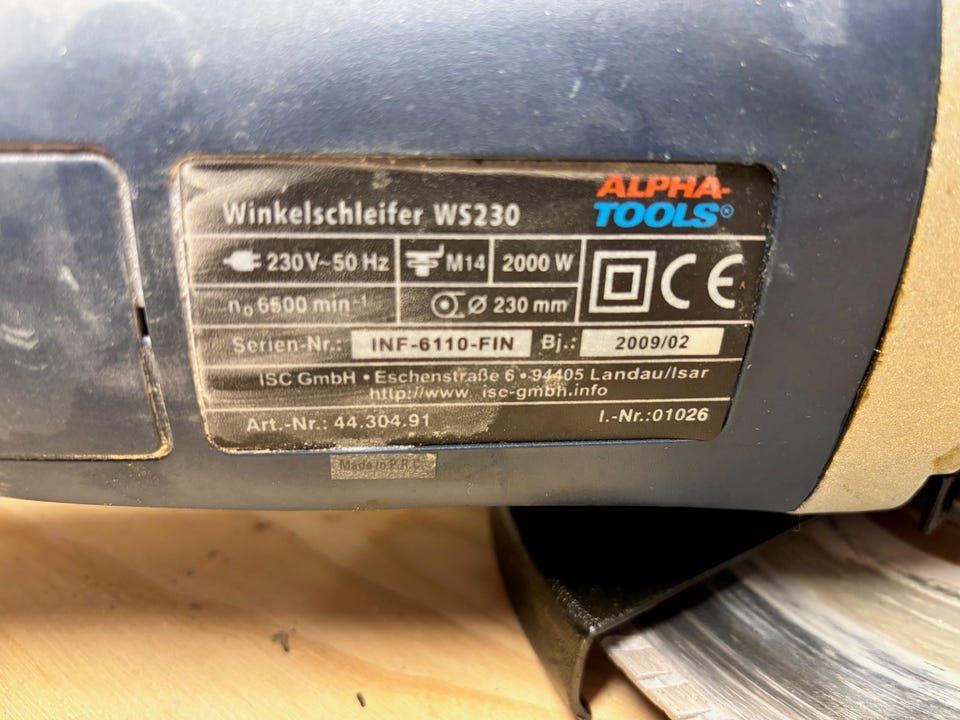 Winkelschleifer WS230
ALPHA-
TOOLS®
230V~50 Hz
M14
2000 W
CE
n₀ 6500 min⁻¹
Ø 230 mm
Serien-Nr.: INF-6110-FIN Bj.: 2009/02
ISC GmbH • Eschenstraße 6 • 94405 Landau/Isar
http://www.isc-gmbh.info
Art.-Nr.: 44.304.91
I.-Nr.:01026
Made in P.R.C.